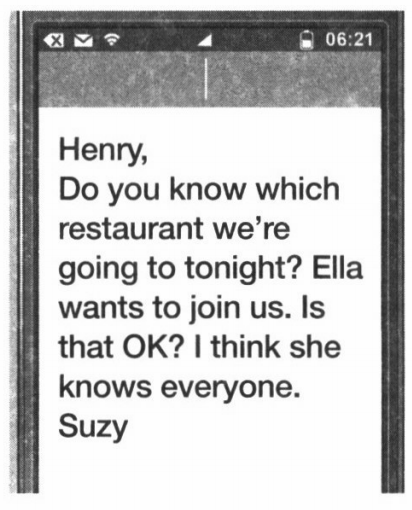 06:21
Henry,
Do you know which
restaurant we're
going to tonight? Ella
wants to join us. Is
that OK? I think she
knows everyone.
Suzy